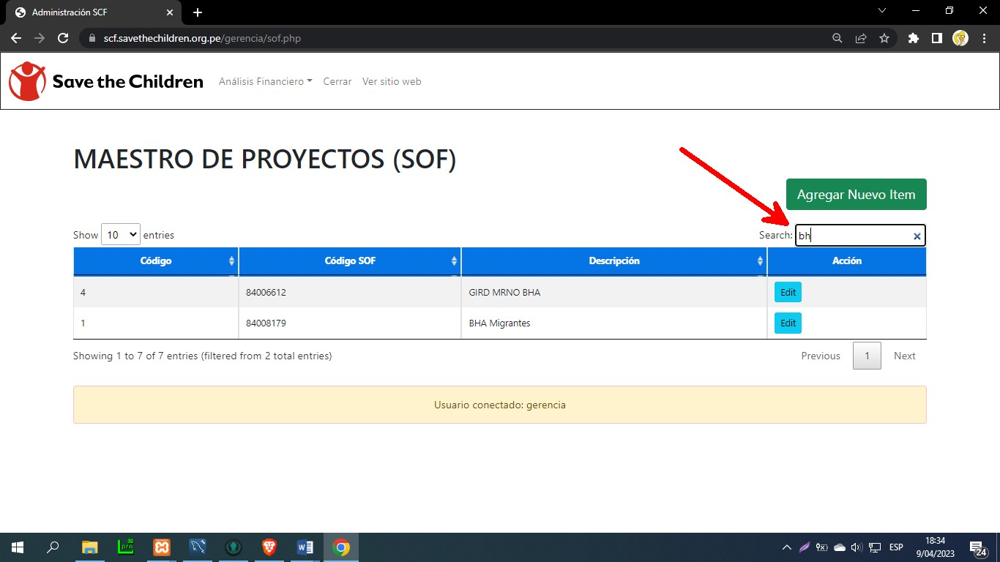 Administración SCF
scf.savethechildren.org.pe/gerencia/sof.php
Save the Children Análisis Financiero Cerrar Ver sitio web
MAESTRO DE PROYECTOS (SOF)
Agregar Nuevo Item
Show 10 entries Search: bh
Código Código SOF Descripción Acción
4 84006612 GIRD MRNO BHA Edit
1 84008179 BHA Migrantes Edit
Showing 1 to 7 of 7 entries (filtered from 2 total entries) Previous 1 Next
Usuario conectado: gerencia
ESP 18:34
9/04/2023 24